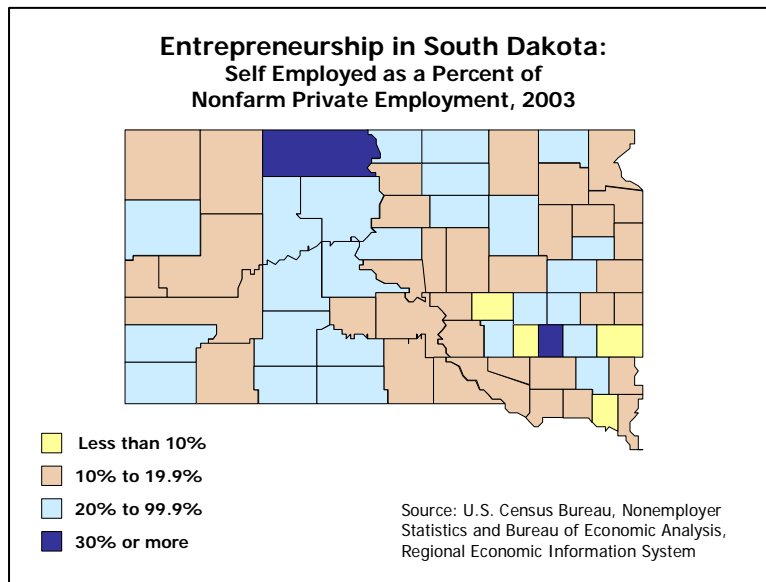 Entrepreneurship in South Dakota:
Self Employed as a Percent of
Nonfarm Private Employment, 2003
Less than 10%
10% to 19.9%
20% to 99.9%
30% or more
Source: U.S. Census Bureau, Nonemployer
Statistics and Bureau of Economic Analysis,
Regional Economic Information System